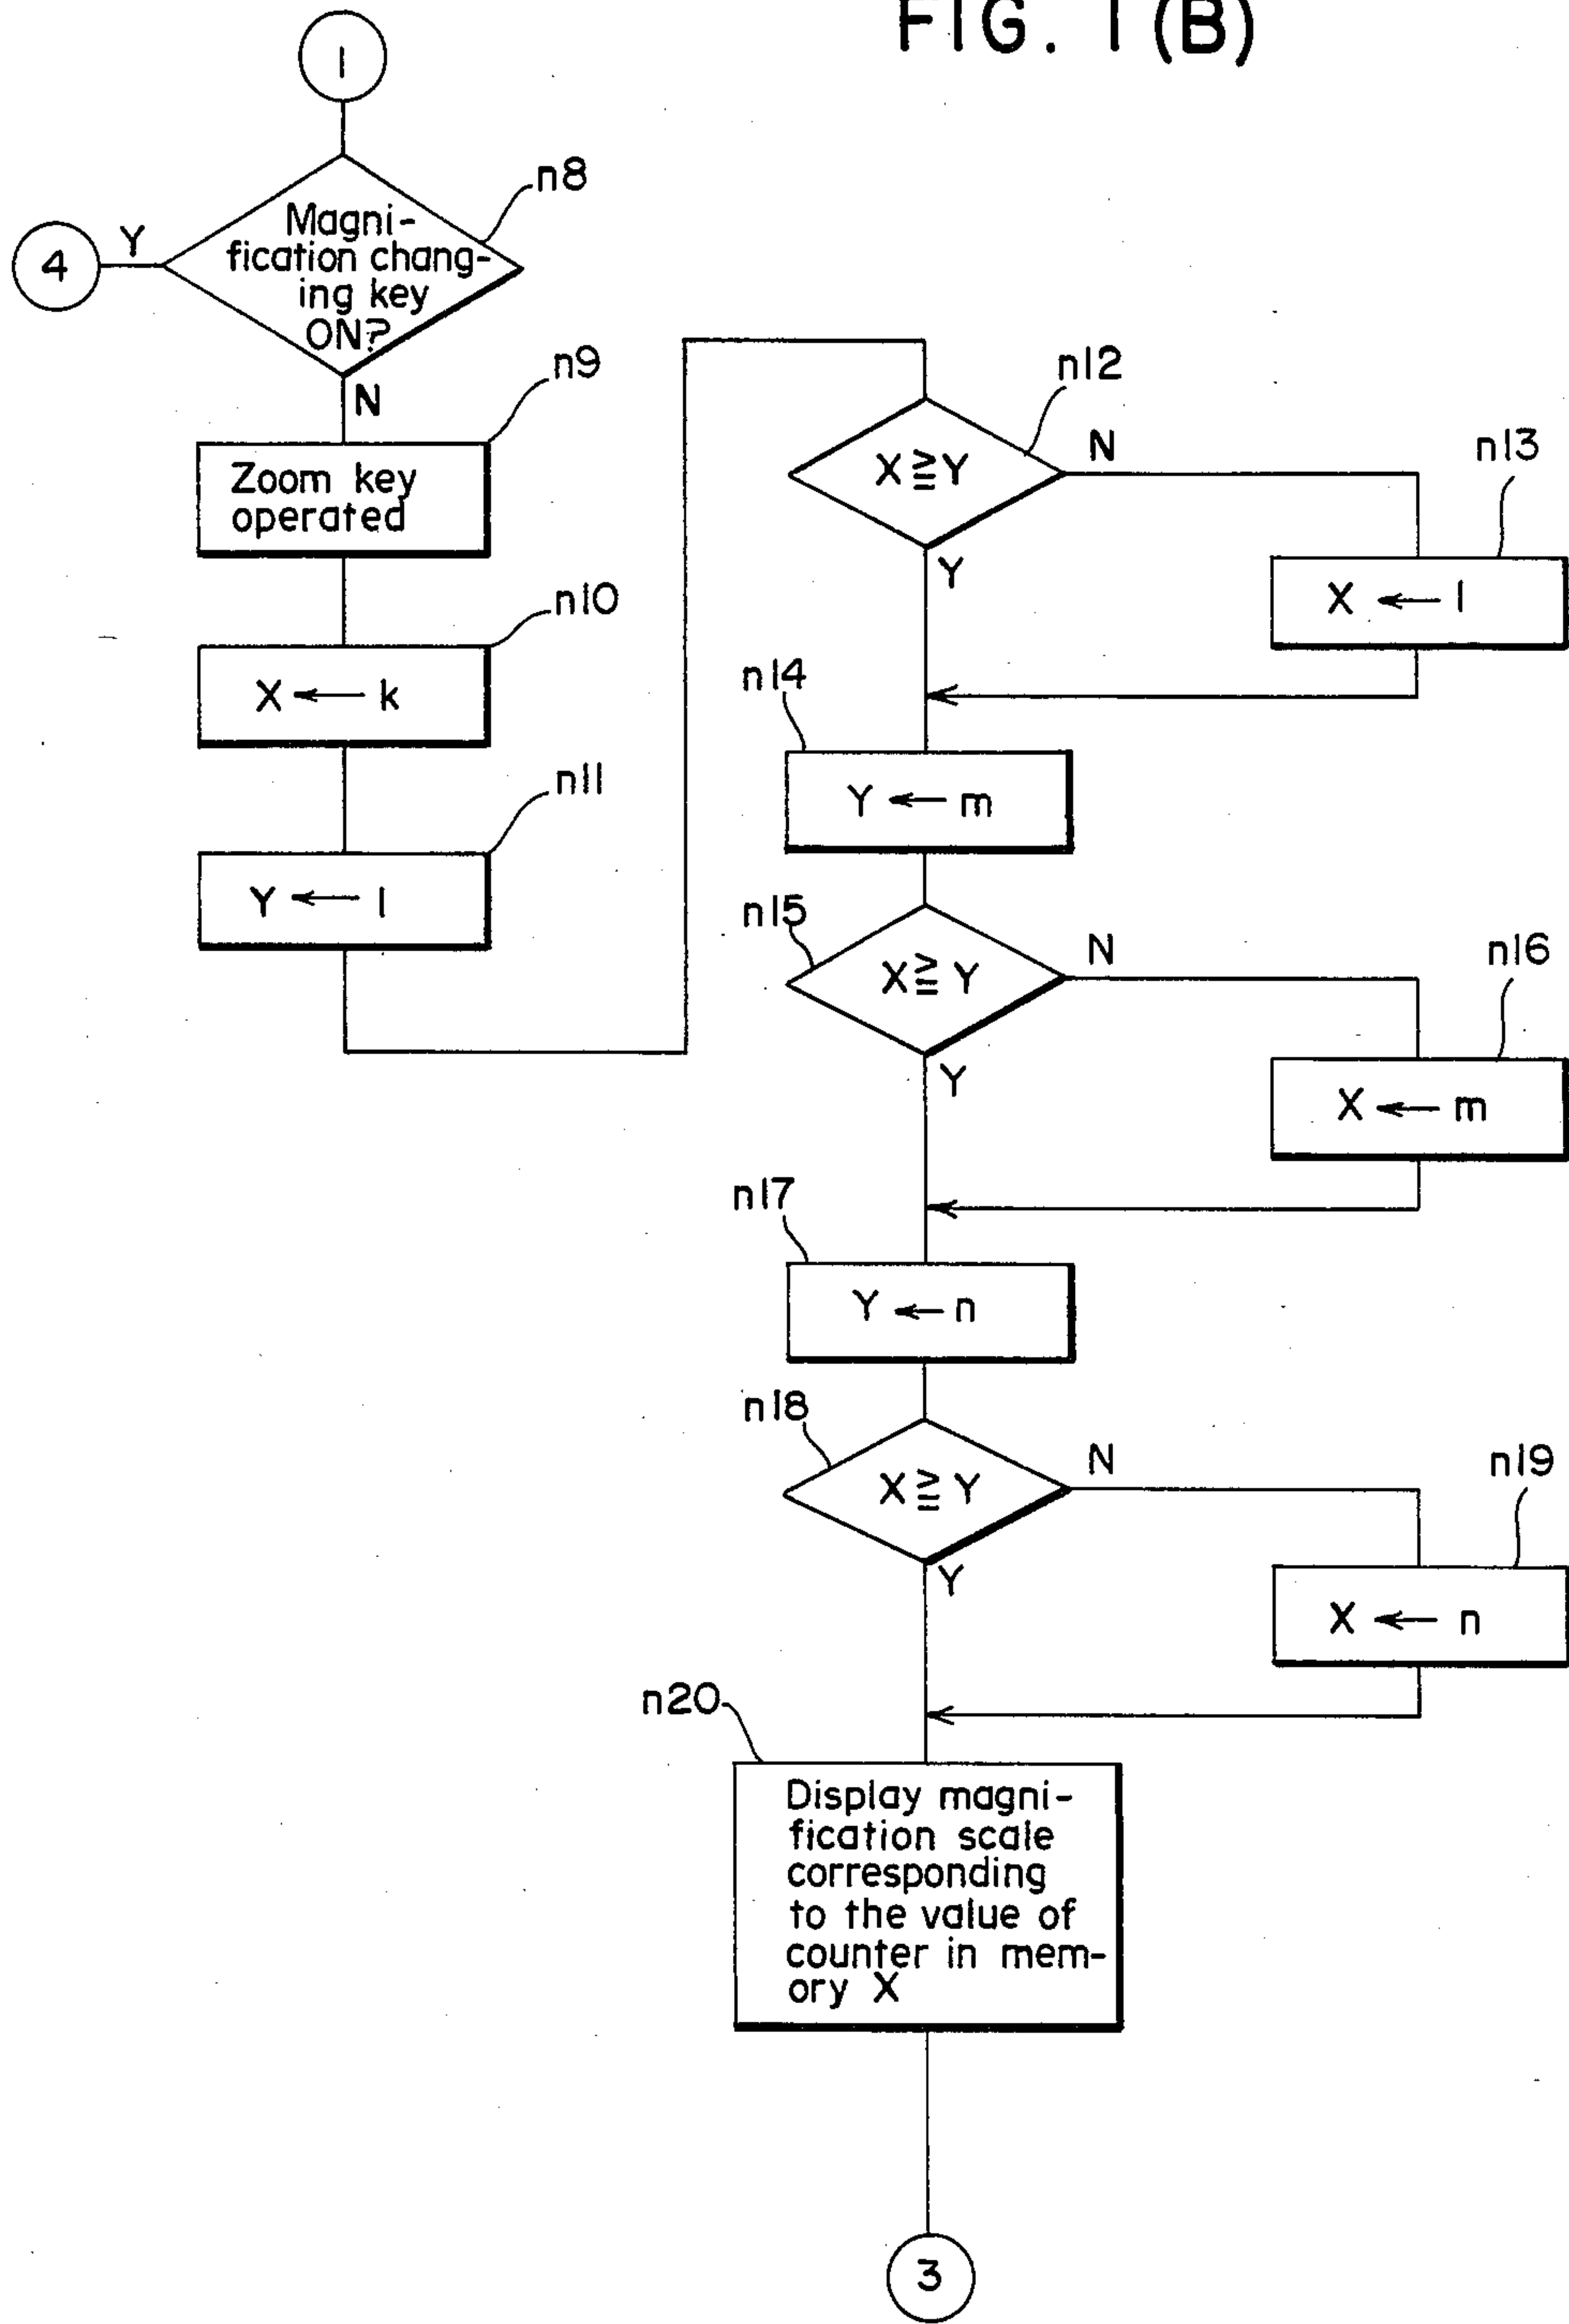 FIG. 1(B)
1
n8
Magni-
fication chang-
ing key
ON?
Y
4
N
n9
Zoom key
operated
n10
X ← k
n11
Y ← l
n12
X ≧ Y
N
n13
X ← l
Y
n14
Y ← m
n15
X ≧ Y
N
n16
X ← m
Y
n17
Y ← n
n18
X ≧ Y
N
n19
X ← n
Y
n20
Display magni-
fication scale
corresponding
to the value of
counter in mem-
ory X
3